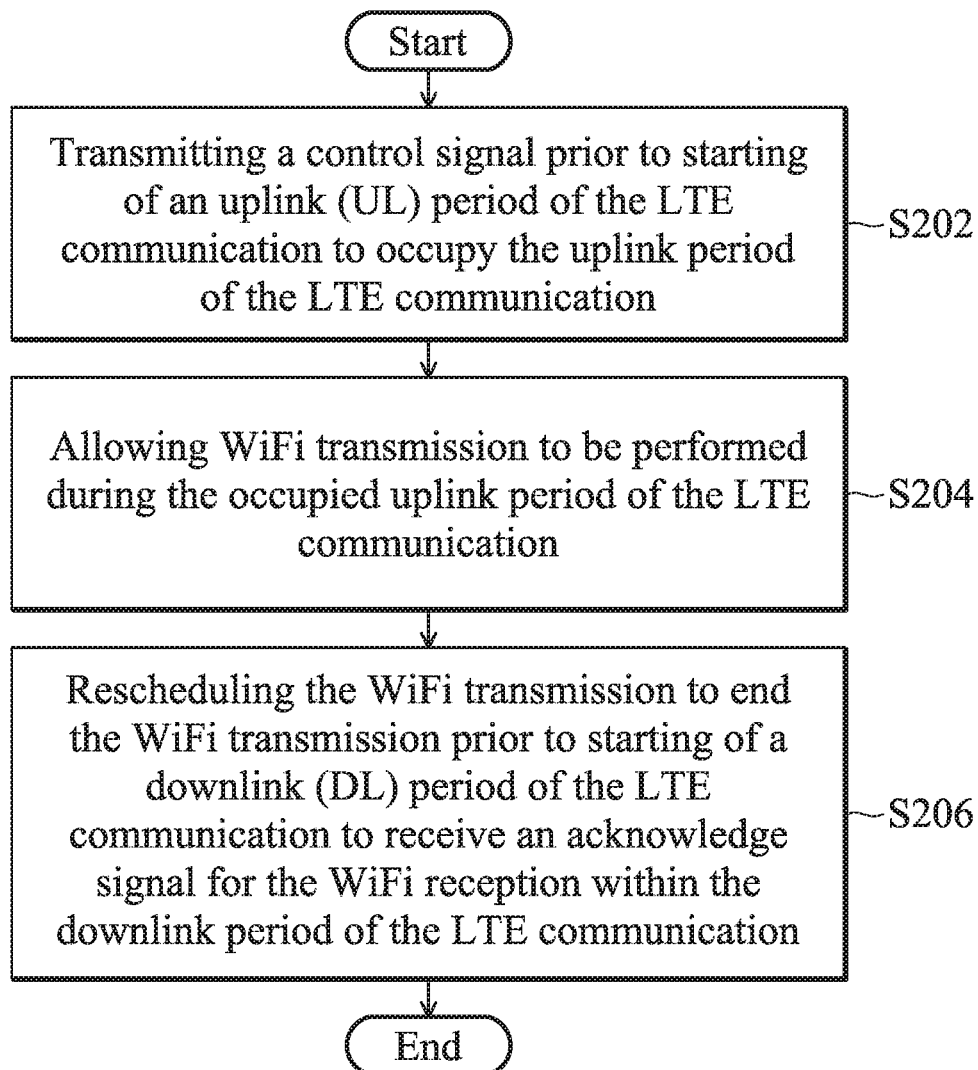 Start
Transmitting a control signal prior to starting
of an uplink (UL) period of the LTE
communication to occupy the uplink period
of the LTE communication
S202
Allowing WiFi transmission to be performed
during the occupied uplink period of the LTE
communication
S204
Rescheduling the WiFi transmission to end
the WiFi transmission prior to starting of a
downlink (DL) period of the LTE
communication to receive an acknowledge
signal for the WiFi reception within the
downlink period of the LTE communication
S206
End